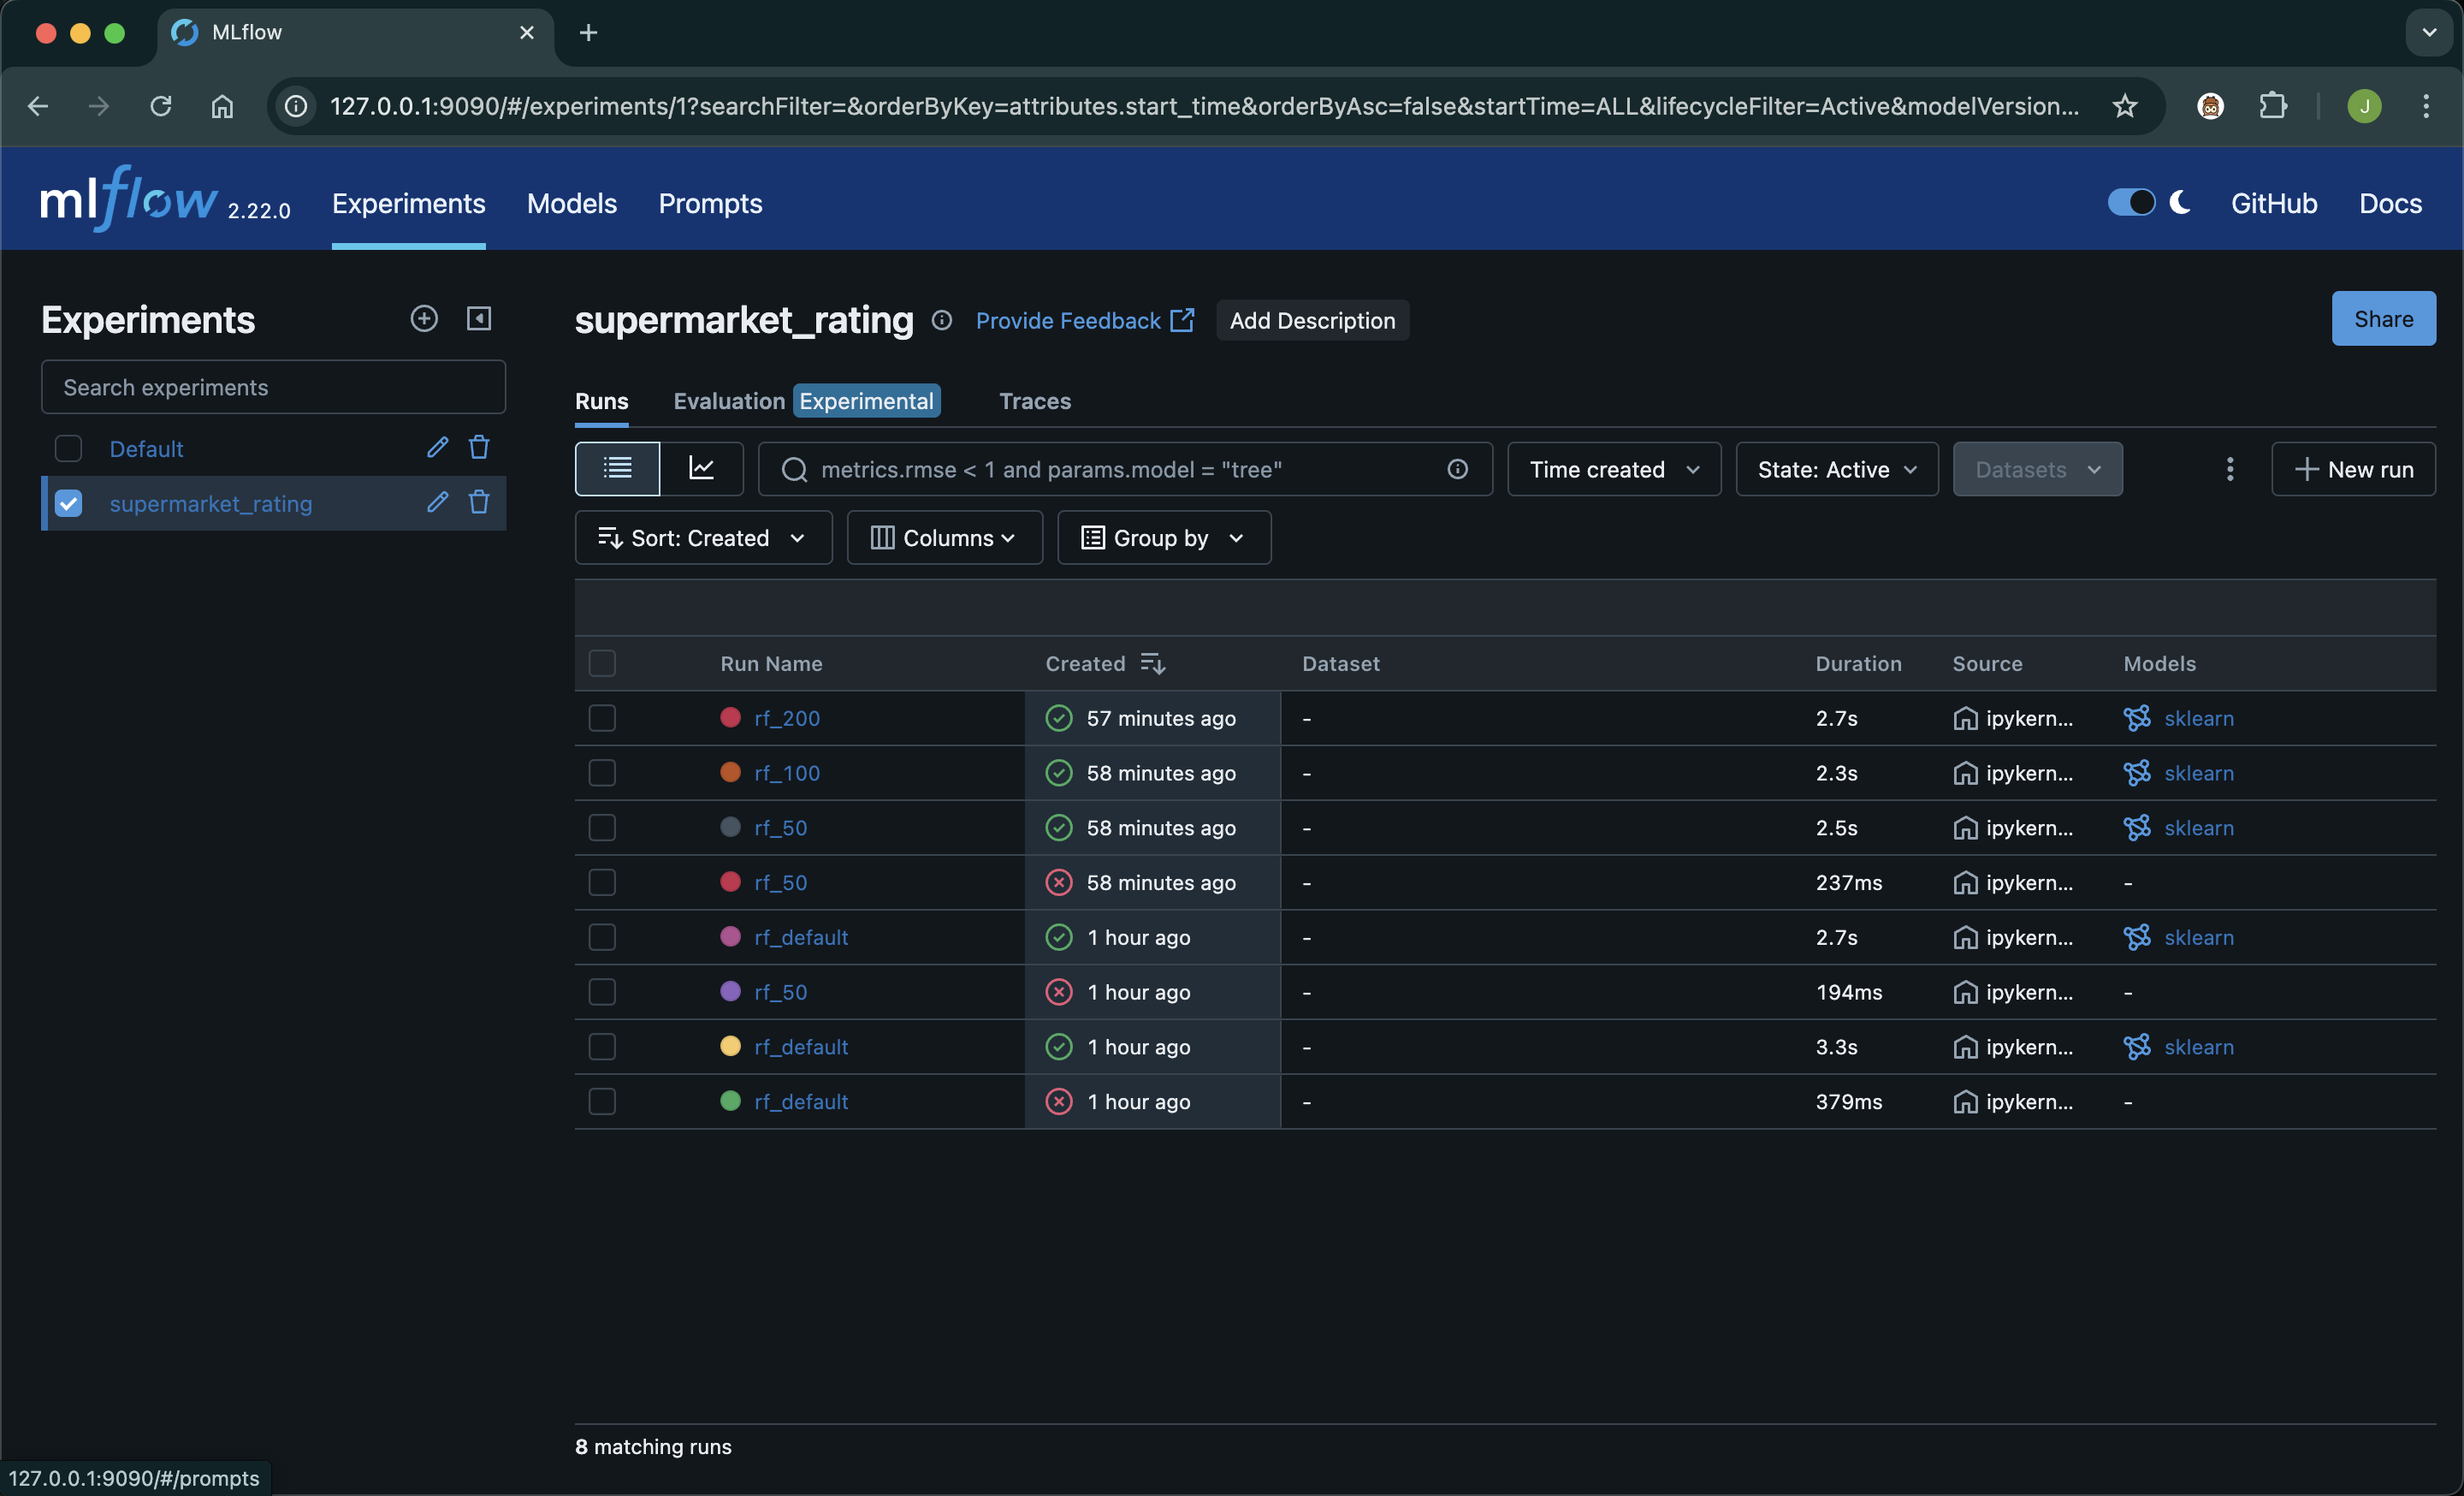 MLflow
127.0.0.1:9090/#/experiments/1?searchFilter=&orderByKey=attributes.start_time&orderByAsc=false&startTime=ALL&lifecycleFilter=Active&modelVersion...
J
mlflow 2.22.0 Experiments Models Prompts GitHub Docs
Experiments
Search experiments
Default
supermarket_rating
supermarket_rating Provide Feedback Add Description Share
Runs Evaluation Experimental Traces
metrics.rmse < 1 and params.model = "tree" Time created State: Active Datasets New run
Sort: Created Columns Group by
Run Name Created Dataset Duration Source Models
rf_200 57 minutes ago - 2.7s ipykern... sklearn
rf_100 58 minutes ago - 2.3s ipykern... sklearn
rf_50 58 minutes ago - 2.5s ipykern... sklearn
rf_50 58 minutes ago - 237ms ipykern... -
rf_default 1 hour ago - 2.7s ipykern... sklearn
rf_50 1 hour ago - 194ms ipykern... -
rf_default 1 hour ago - 3.3s ipykern... sklearn
rf_default 1 hour ago - 379ms ipykern... -
8 matching runs
127.0.0.1:9090/#/prompts